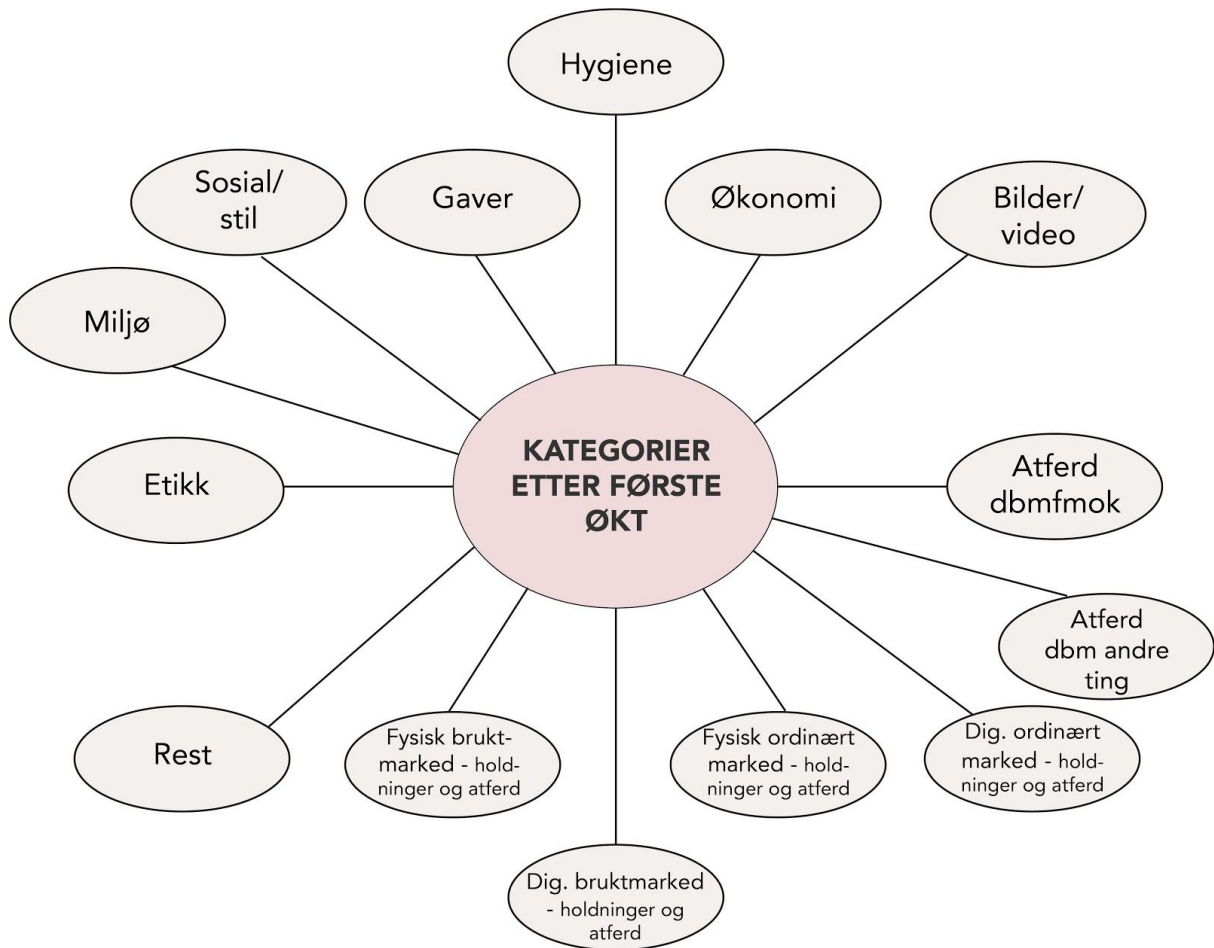 Hygiene
Sosial/
stil
Gaver
Økonomi
Bilder/
video
Miljø
KATEGORIER
ETTER FØRSTE
ØKT
Etikk
Atferd
dbmfmok
Atferd
dbm andre
ting
Rest
Fysisk brukt-
marked - hold-
ninger og atferd
Fysisk ordinært
marked - hold-
ninger og atferd
Dig. ordinært
marked - hold-
ninger og atferd
Dig. bruktmarked
- holdninger og
atferd